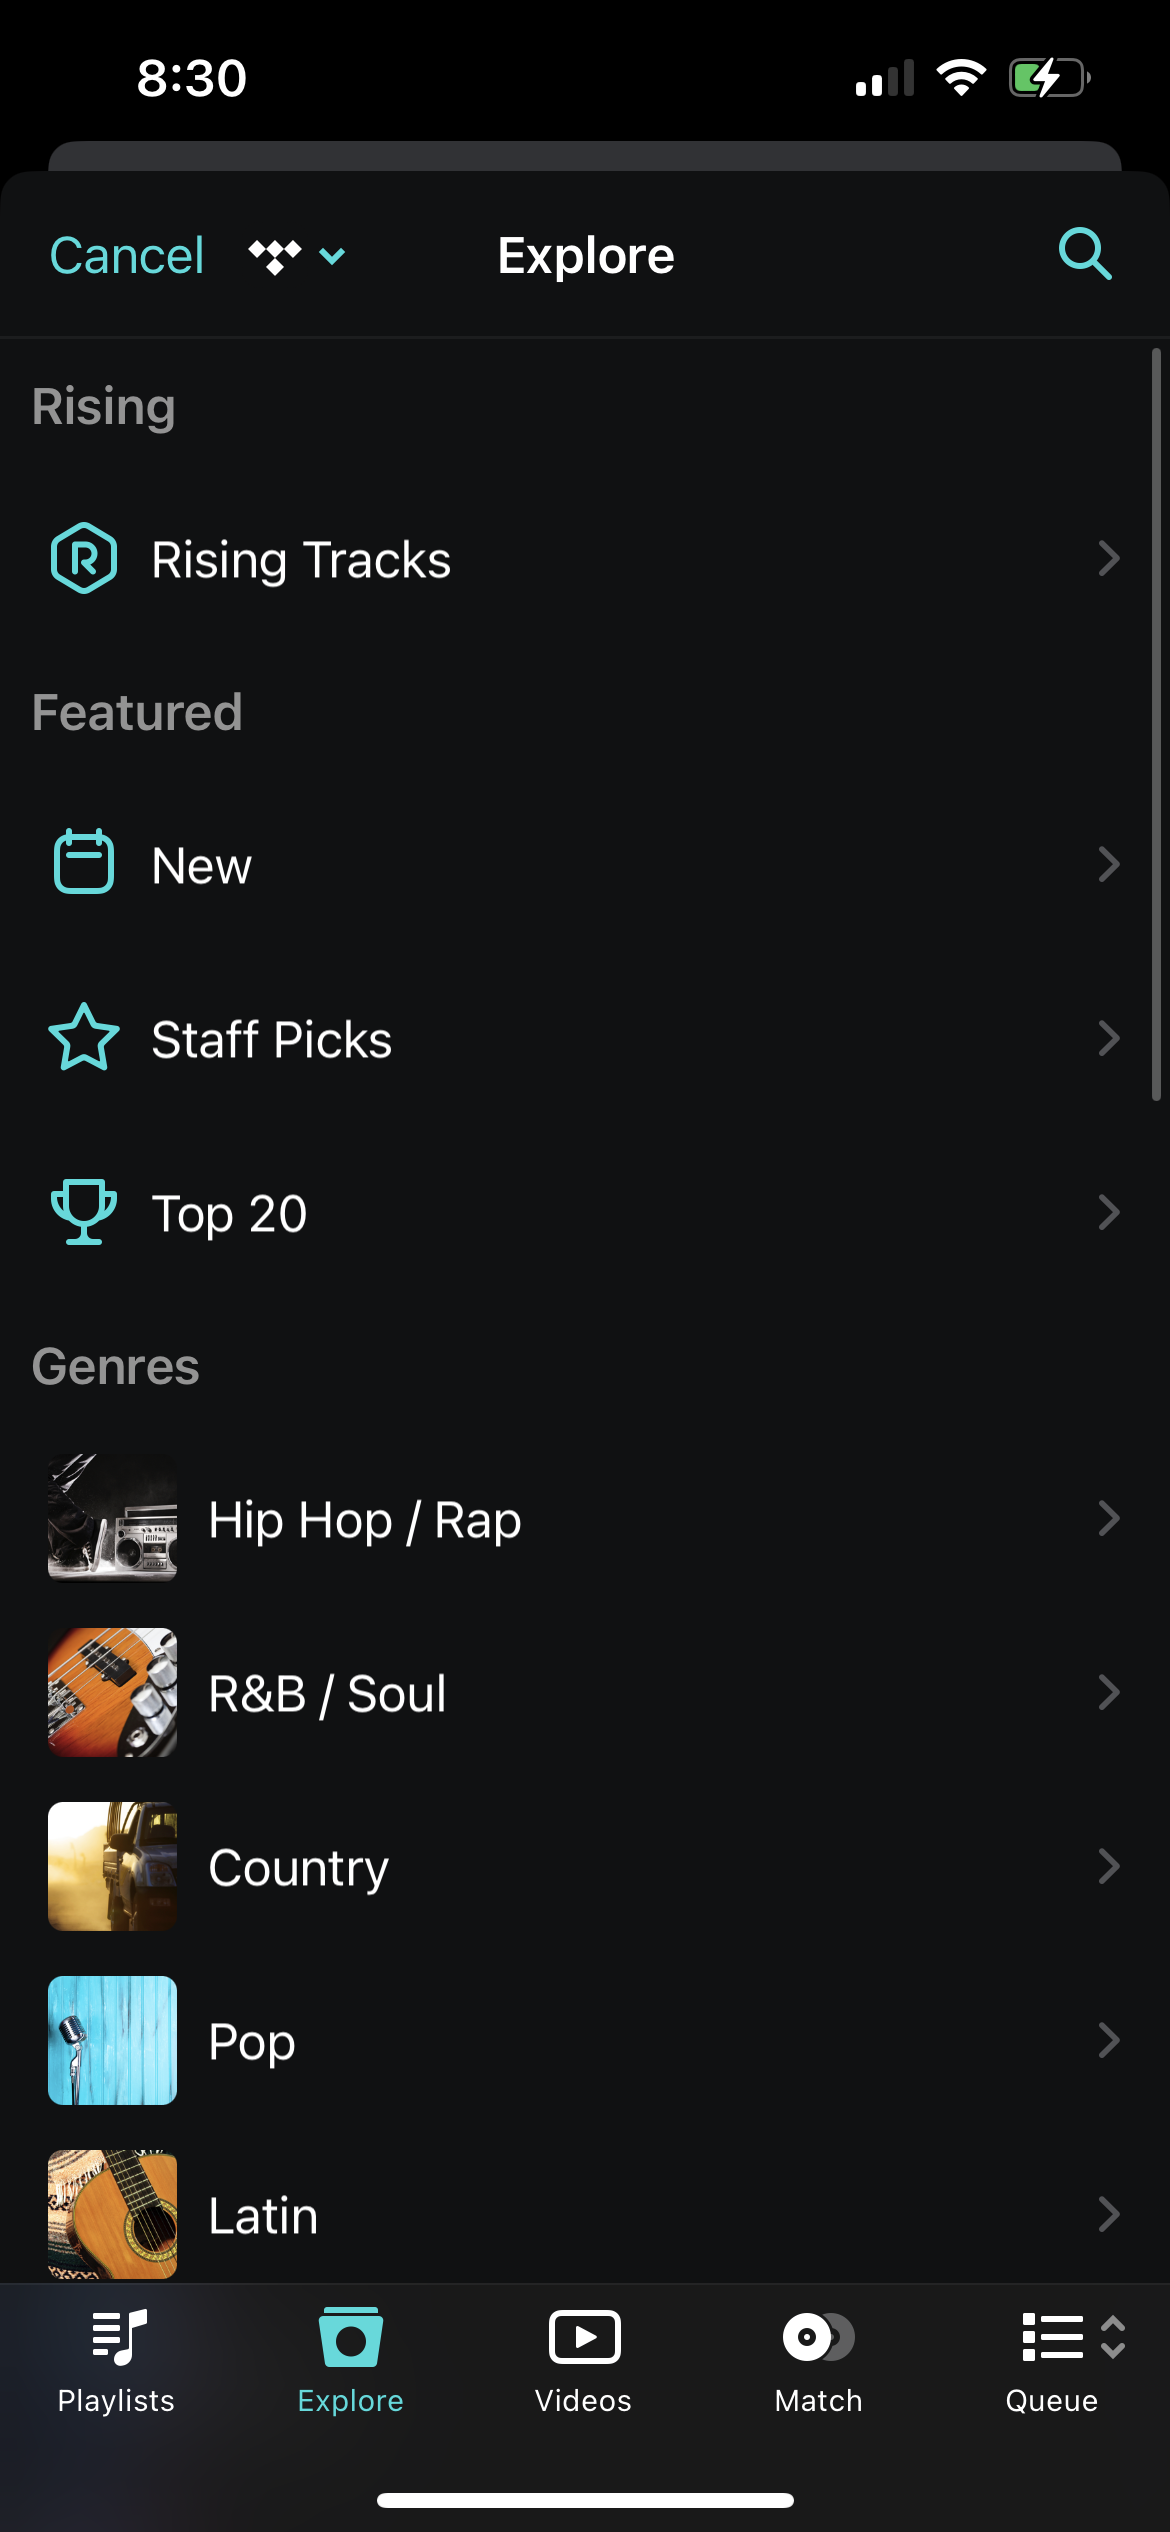 8:30
Cancel
Explore
Rising
Rising Tracks
Featured
New
Staff Picks
Top 20
Genres
Hip Hop / Rap
R&B / Soul
Country
Pop
Latin
Playlists
Explore
Videos
Match
Queue